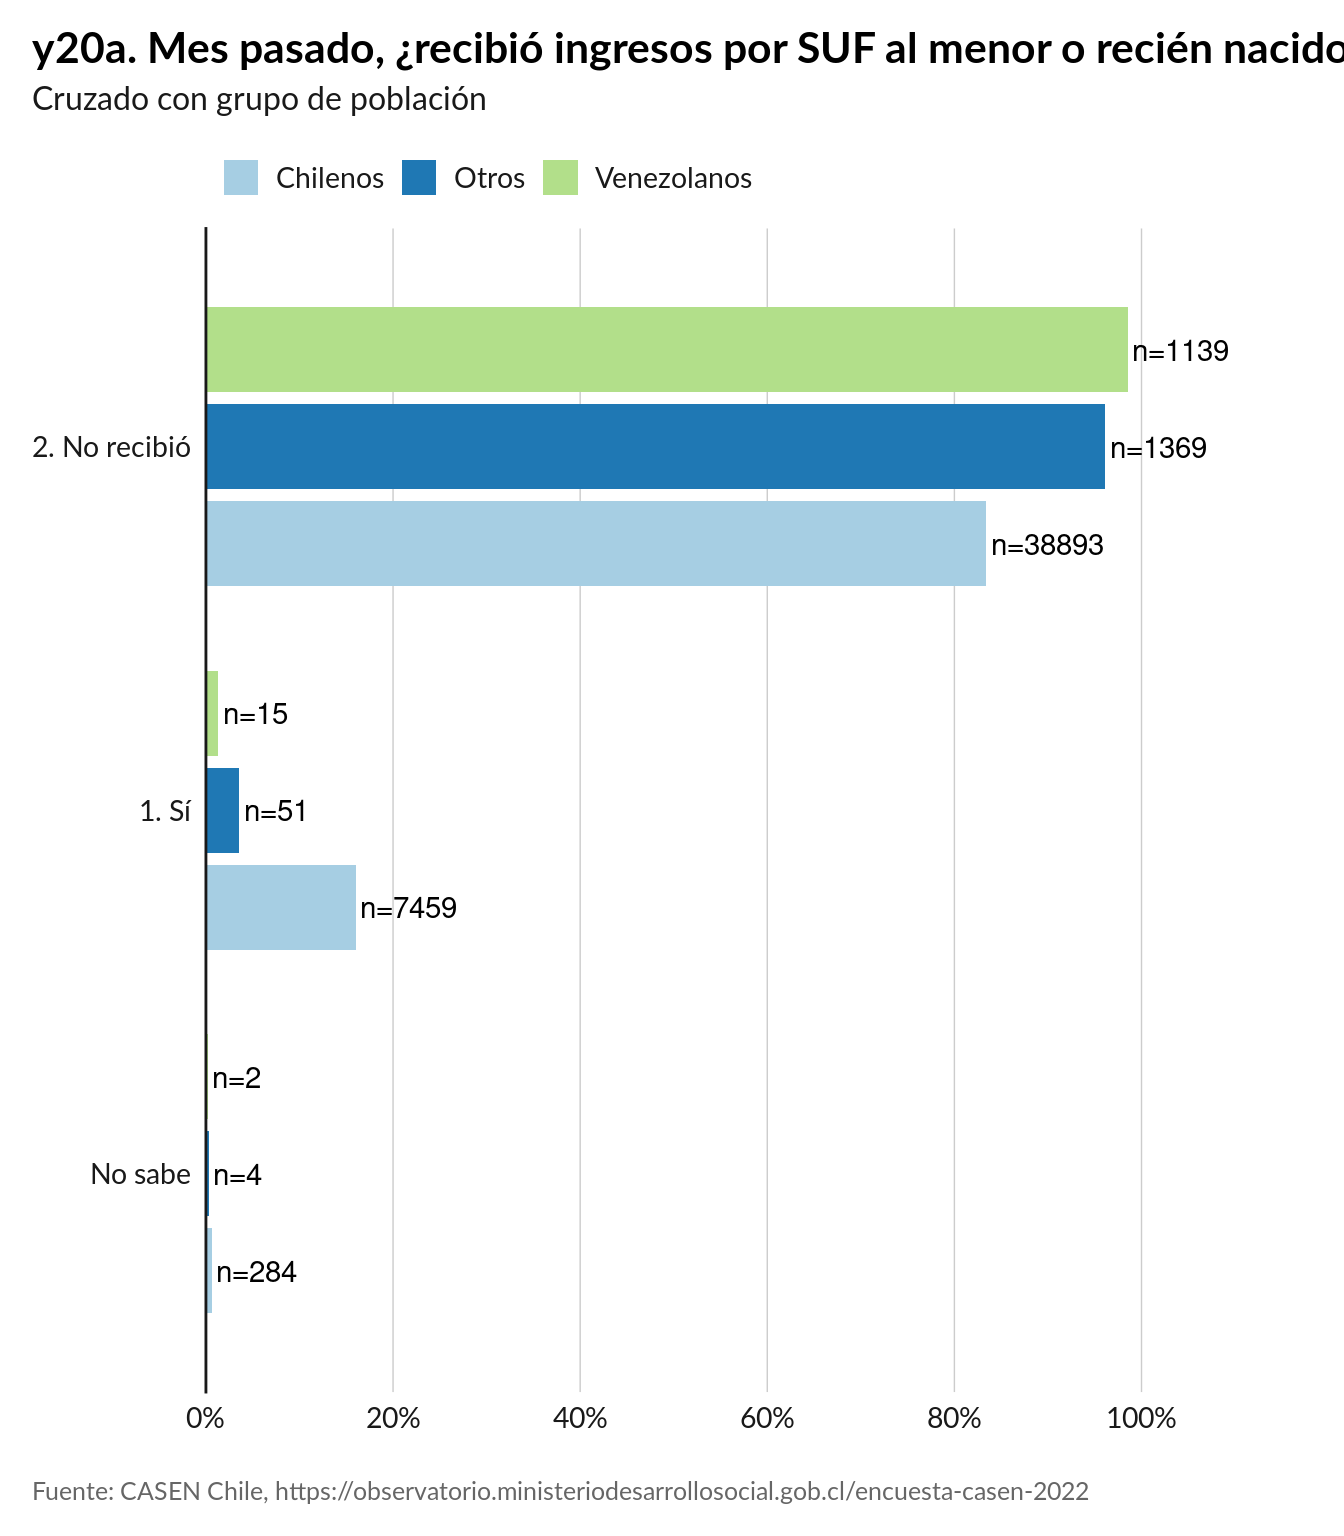 y20a. Mes pasado, ¿recibió ingresos por SUF al menor o recién nacido
Cruzado con grupo de población
Chilenos Otros Venezolanos
n=1139
2. No recibió n=1369
n=38893
n=15
1. Sí n=51
n=7459
n=2
No sabe n=4
n=284
0% 20% 40% 60% 80% 100%
Fuente: CASEN Chile, https://observatorio.ministeriodesarrollosocial.gob.cl/encuesta-casen-2022